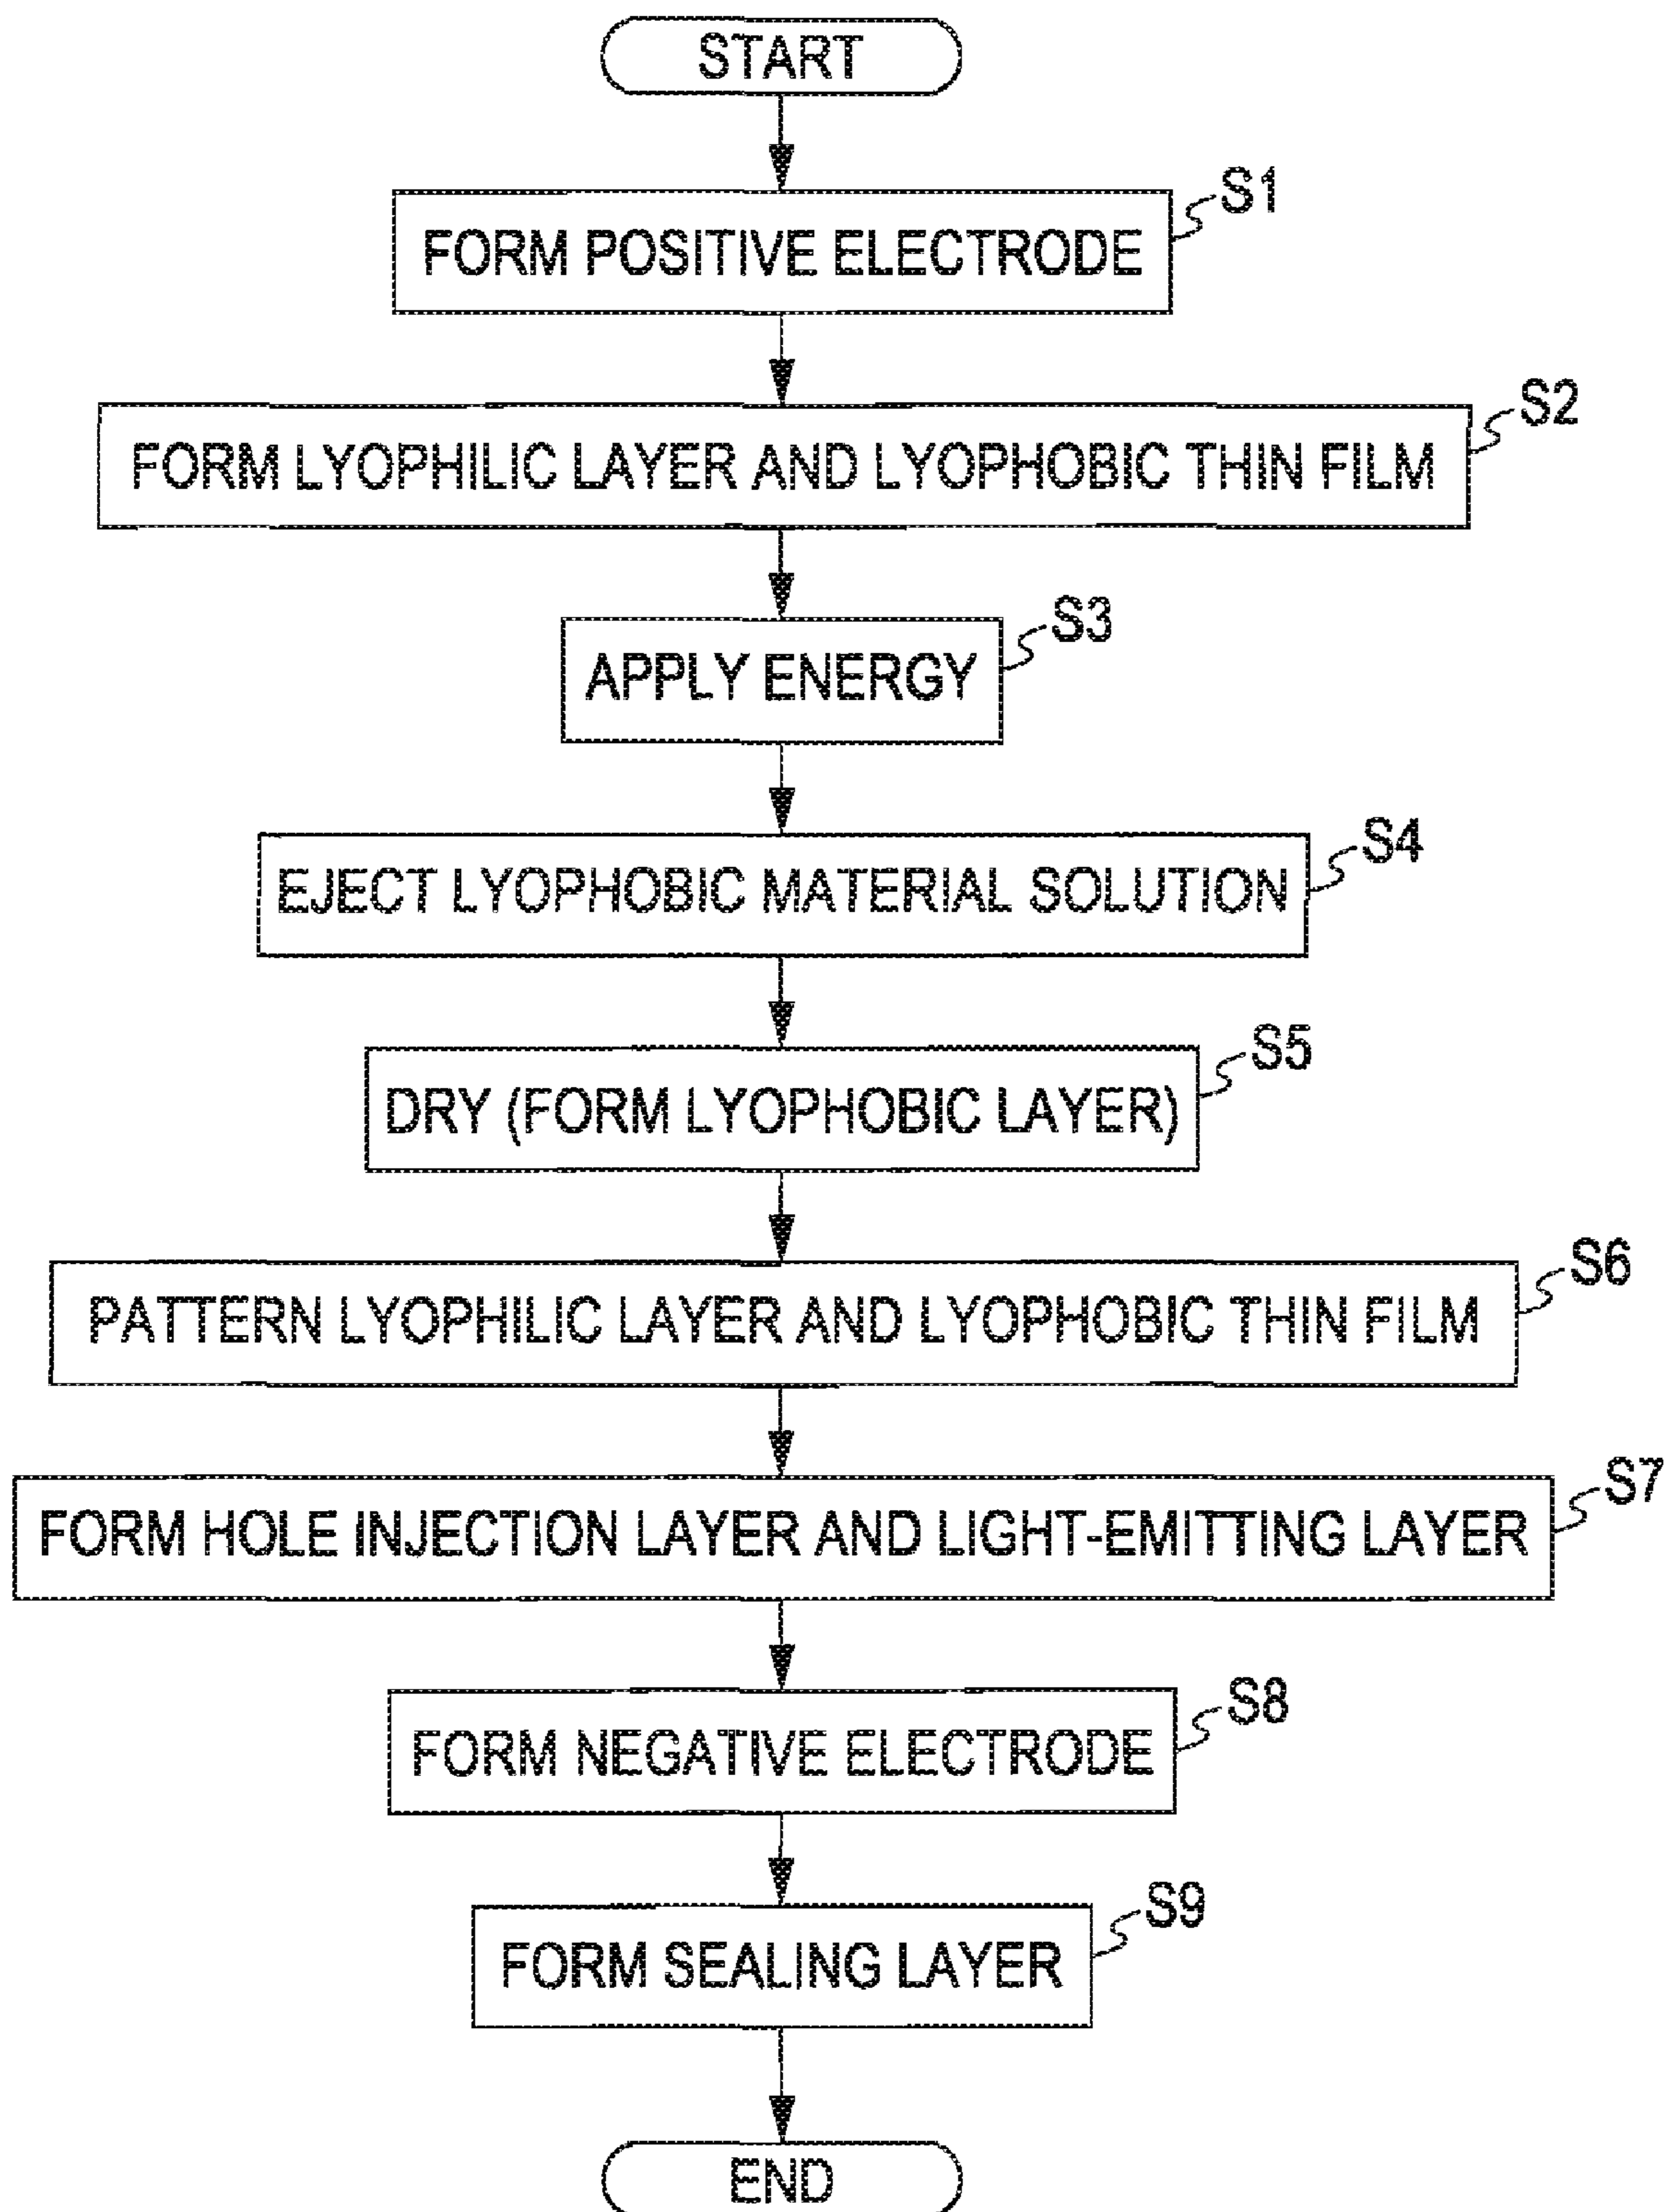 START
S1
FORM POSITIVE ELECTRODE
S2
FORM LYOPHILIC LAYER AND LYOPHOBIC THIN FILM
S3
APPLY ENERGY
S4
EJECT LYOPHOBIC MATERIAL SOLUTION
S5
DRY (FORM LYOPHOBIC LAYER)
S6
PATTERN LYOPHILIC LAYER AND LYOPHOBIC THIN FILM
S7
FORM HOLE INJECTION LAYER AND LIGHT-EMITTING LAYER
S8
FORM NEGATIVE ELECTRODE
S9
FORM SEALING LAYER
END